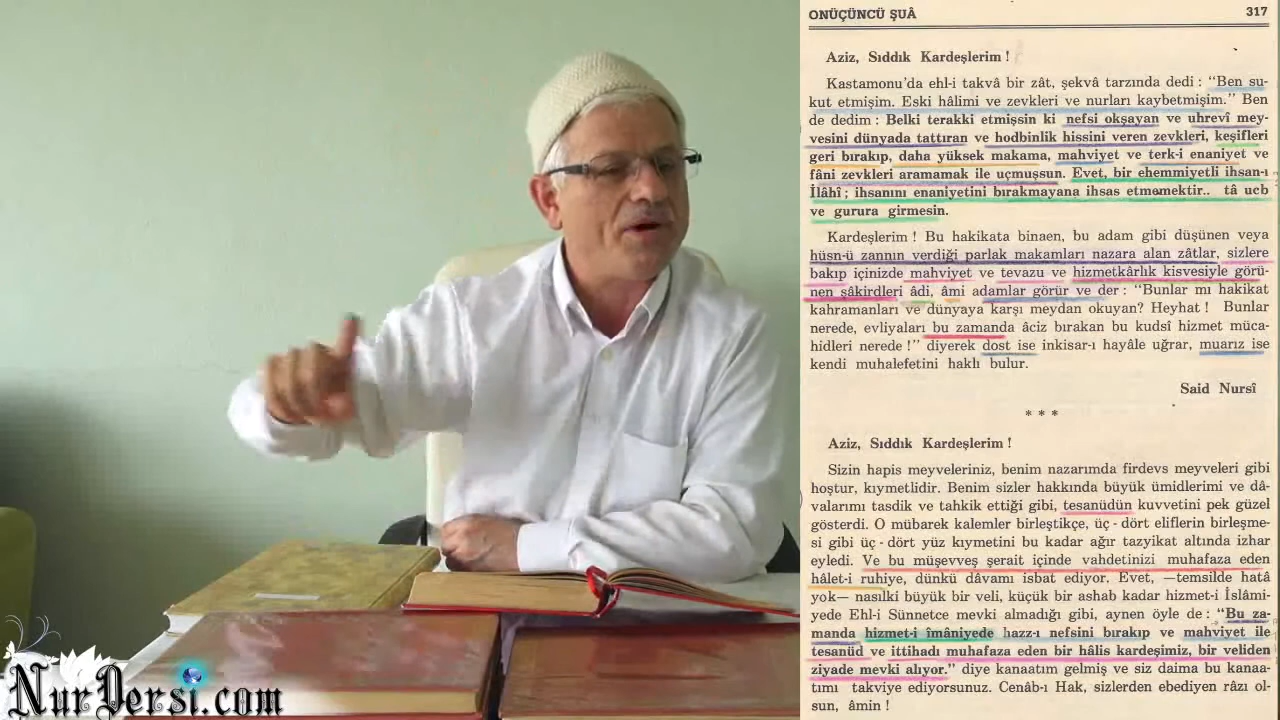 ONÜÇÜNCÜ ŞUÂ 317
Aziz, Sıddık Kardeşlerim !
Kastamonu'da ehl-i takvâ bir zât, şekvâ tarzında dedi : "Ben su-
kut etmişim. Eski hâlimi ve zevkleri ve nurları kaybetmişim." Ben
de dedim : Belki terakki etmişsin ki nefsi okşayan ve uhrevî mey-
vesini dünyada tattıran ve hodbinlik hissini veren zevkleri, keşifleri
geri bırakıp, daha yüksek makama, mahviyet ve terk-i enaniyet ve
fâni zevkleri aramamak ile uçmuşsun. Evet, bir ehemmiyetli ihsan-ı
İlâhî ; ihsanını enaniyetini bırakmayana ihsas etmemektir.. tâ ucb
ve gurura girmesin.
Kardeşlerim ! Bu hakikata binaen, bu adam gibi düşünen veya
hüsn-ü zannın verdiği parlak makamları nazara alan zâtlar, sizlere
bakıp içinizde mahviyet ve tevazu ve hizmetkârlık kisvesiyle görü-
nen şâkirdleri âdi, âmi adamlar görür ve der : "Bunlar mı hakikat
kahramanları ve dünyaya karşı meydan okuyan? Heyhat ! Bunlar
nerede, evliyaları bu zamanda âciz bırakan bu kudsî hizmet müca-
hidleri nerede !" diyerek dost ise inkisar-ı hayâle uğrar, muarız ise
kendi muhalefetini haklı bulur.
Said Nursî
* * *
Aziz, Sıddık Kardeşlerim !
Sizin hapis meyveleriniz, benim nazarımda firdevs meyveleri gibi
hoştur, kıymetlidir. Benim sizler hakkında büyük ümidlerimi ve dâ-
valarımı tasdik ve tahkik ettiği gibi, tesanüdün kuvvetini pek güzel
gösterdi. O mübarek kalemler birleştikçe, üç - dört eliflerin birleşme-
si gibi üç - dört yüz kıymetini bu kadar ağır tazyikat altında izhar
eyledi. Ve bu müşevveş şerait içinde vahdetinizi muhafaza eden
hâlet-i ruhiye, dünkü dâvamı isbat ediyor. Evet, —temsilde hatâ
yok— nasılki büyük bir veli, küçük bir ashab kadar hizmet-i İslâmi-
yede Ehl-i Sünnetce mevki almadığı gibi, aynen öyle de : "Bu za-
manda hizmet-i îmâniyede hazz-ı nefsini bırakıp ve mahviyet ile
tesanüd ve ittihadı muhafaza eden bir hâlis kardeşimiz, bir veliden
ziyade mevki alıyor." diye kanaatım gelmiş ve siz daima bu kanaa-
tımı takviye ediyorsunuz. Cenâb-ı Hak, sizlerden ebediyen râzı ol-
sun, âmin !
NurDersi.com